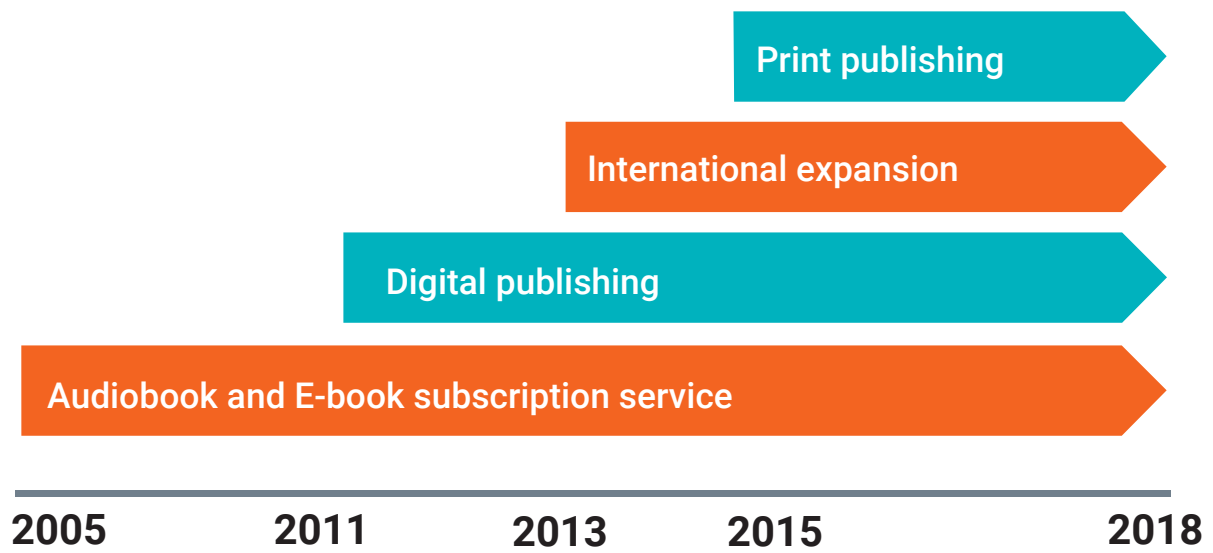 Print publishing
International expansion
Digital publishing
Audiobook and E-book subscription service
2005 2011 2013 2015 2018